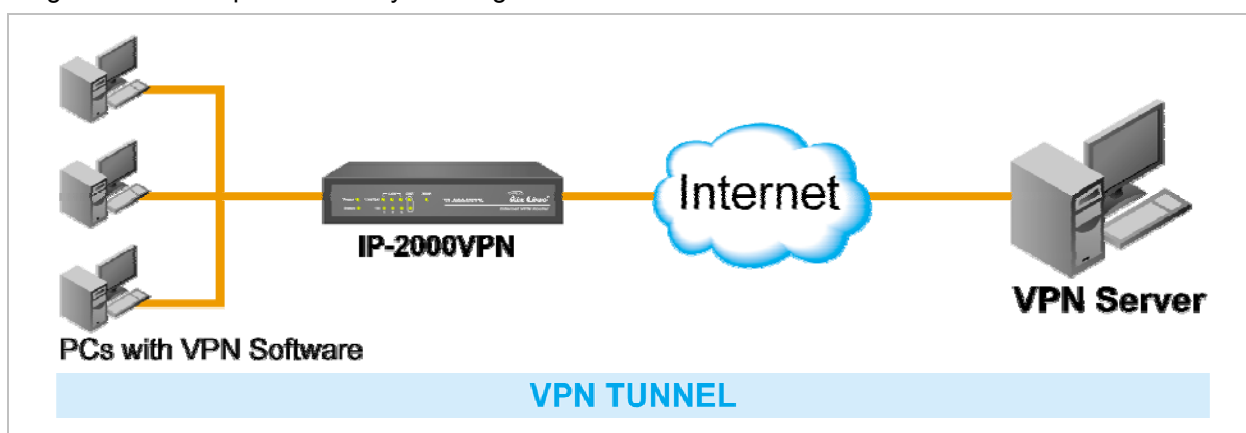 IP-2000VPN
Internet
VPN Server
PCs with VPN Software
VPN TUNNEL